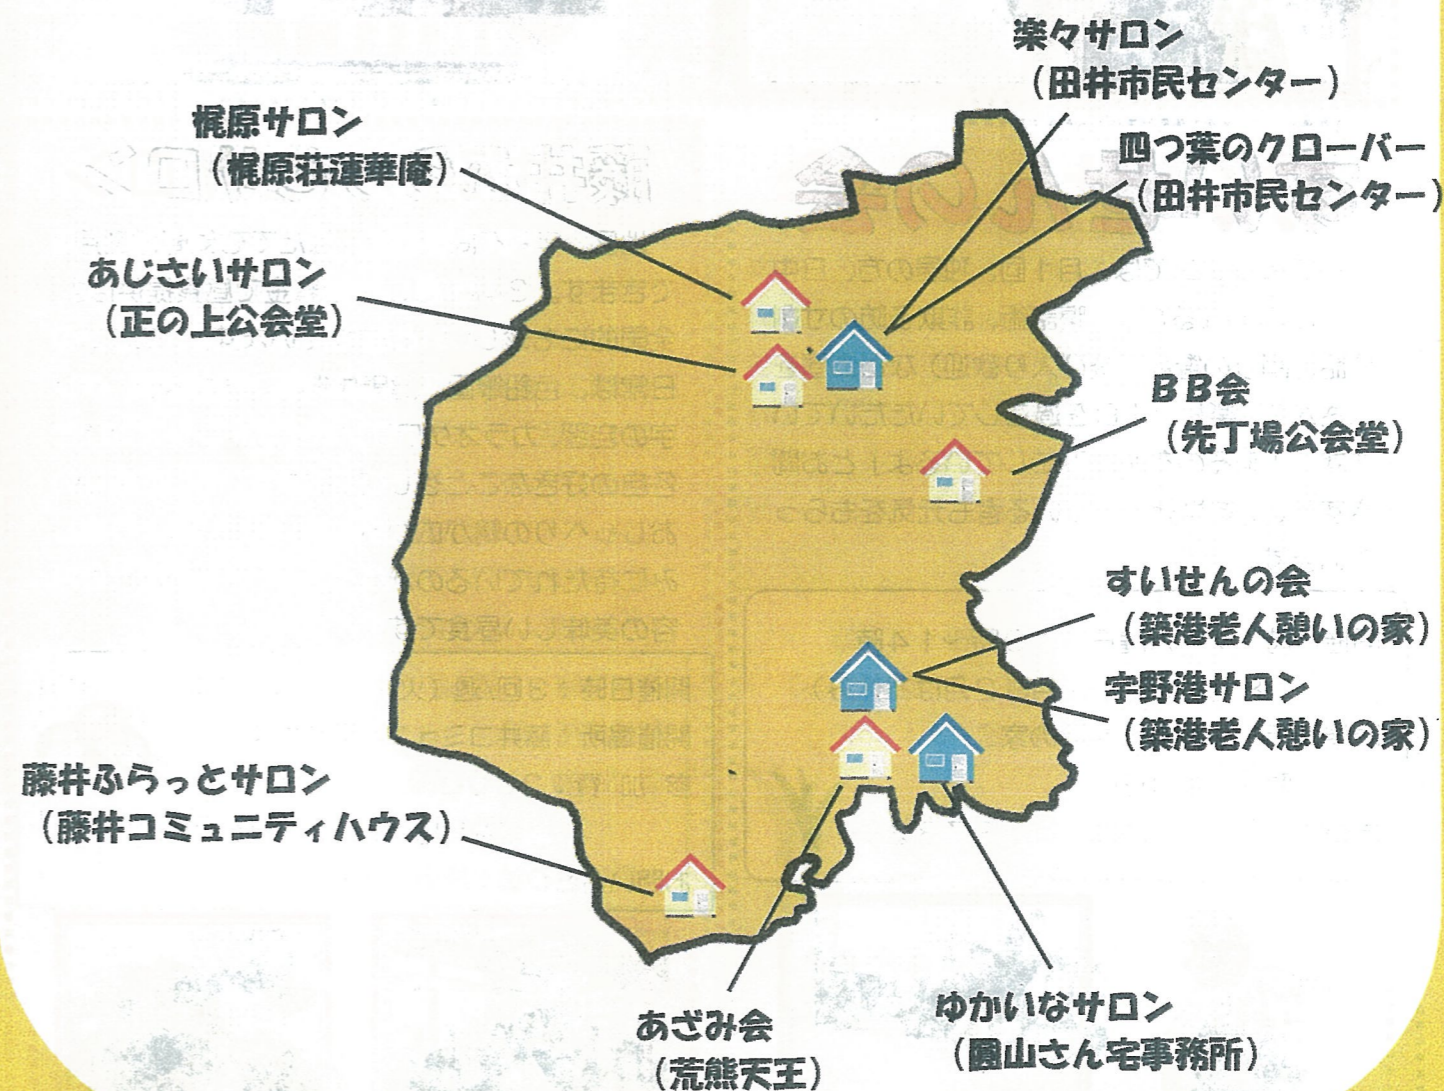 楽々サロン
(田井市民センター)
四つ葉のクローバー
(田井市民センター)
梶原サロン
(梶原荘蓮華庵)
あじさいサロン
(正の上公会堂)
BB会
(先丁場公会堂)
すいせんの会
(築港老人憩いの家)
宇野港サロン
(築港老人憩いの家)
藤井ふらっとサロン
(藤井コミュニティハウス)
あざみ会
(荒熊天王)
ゆかいなサロン
(圓山さん宅事務所)